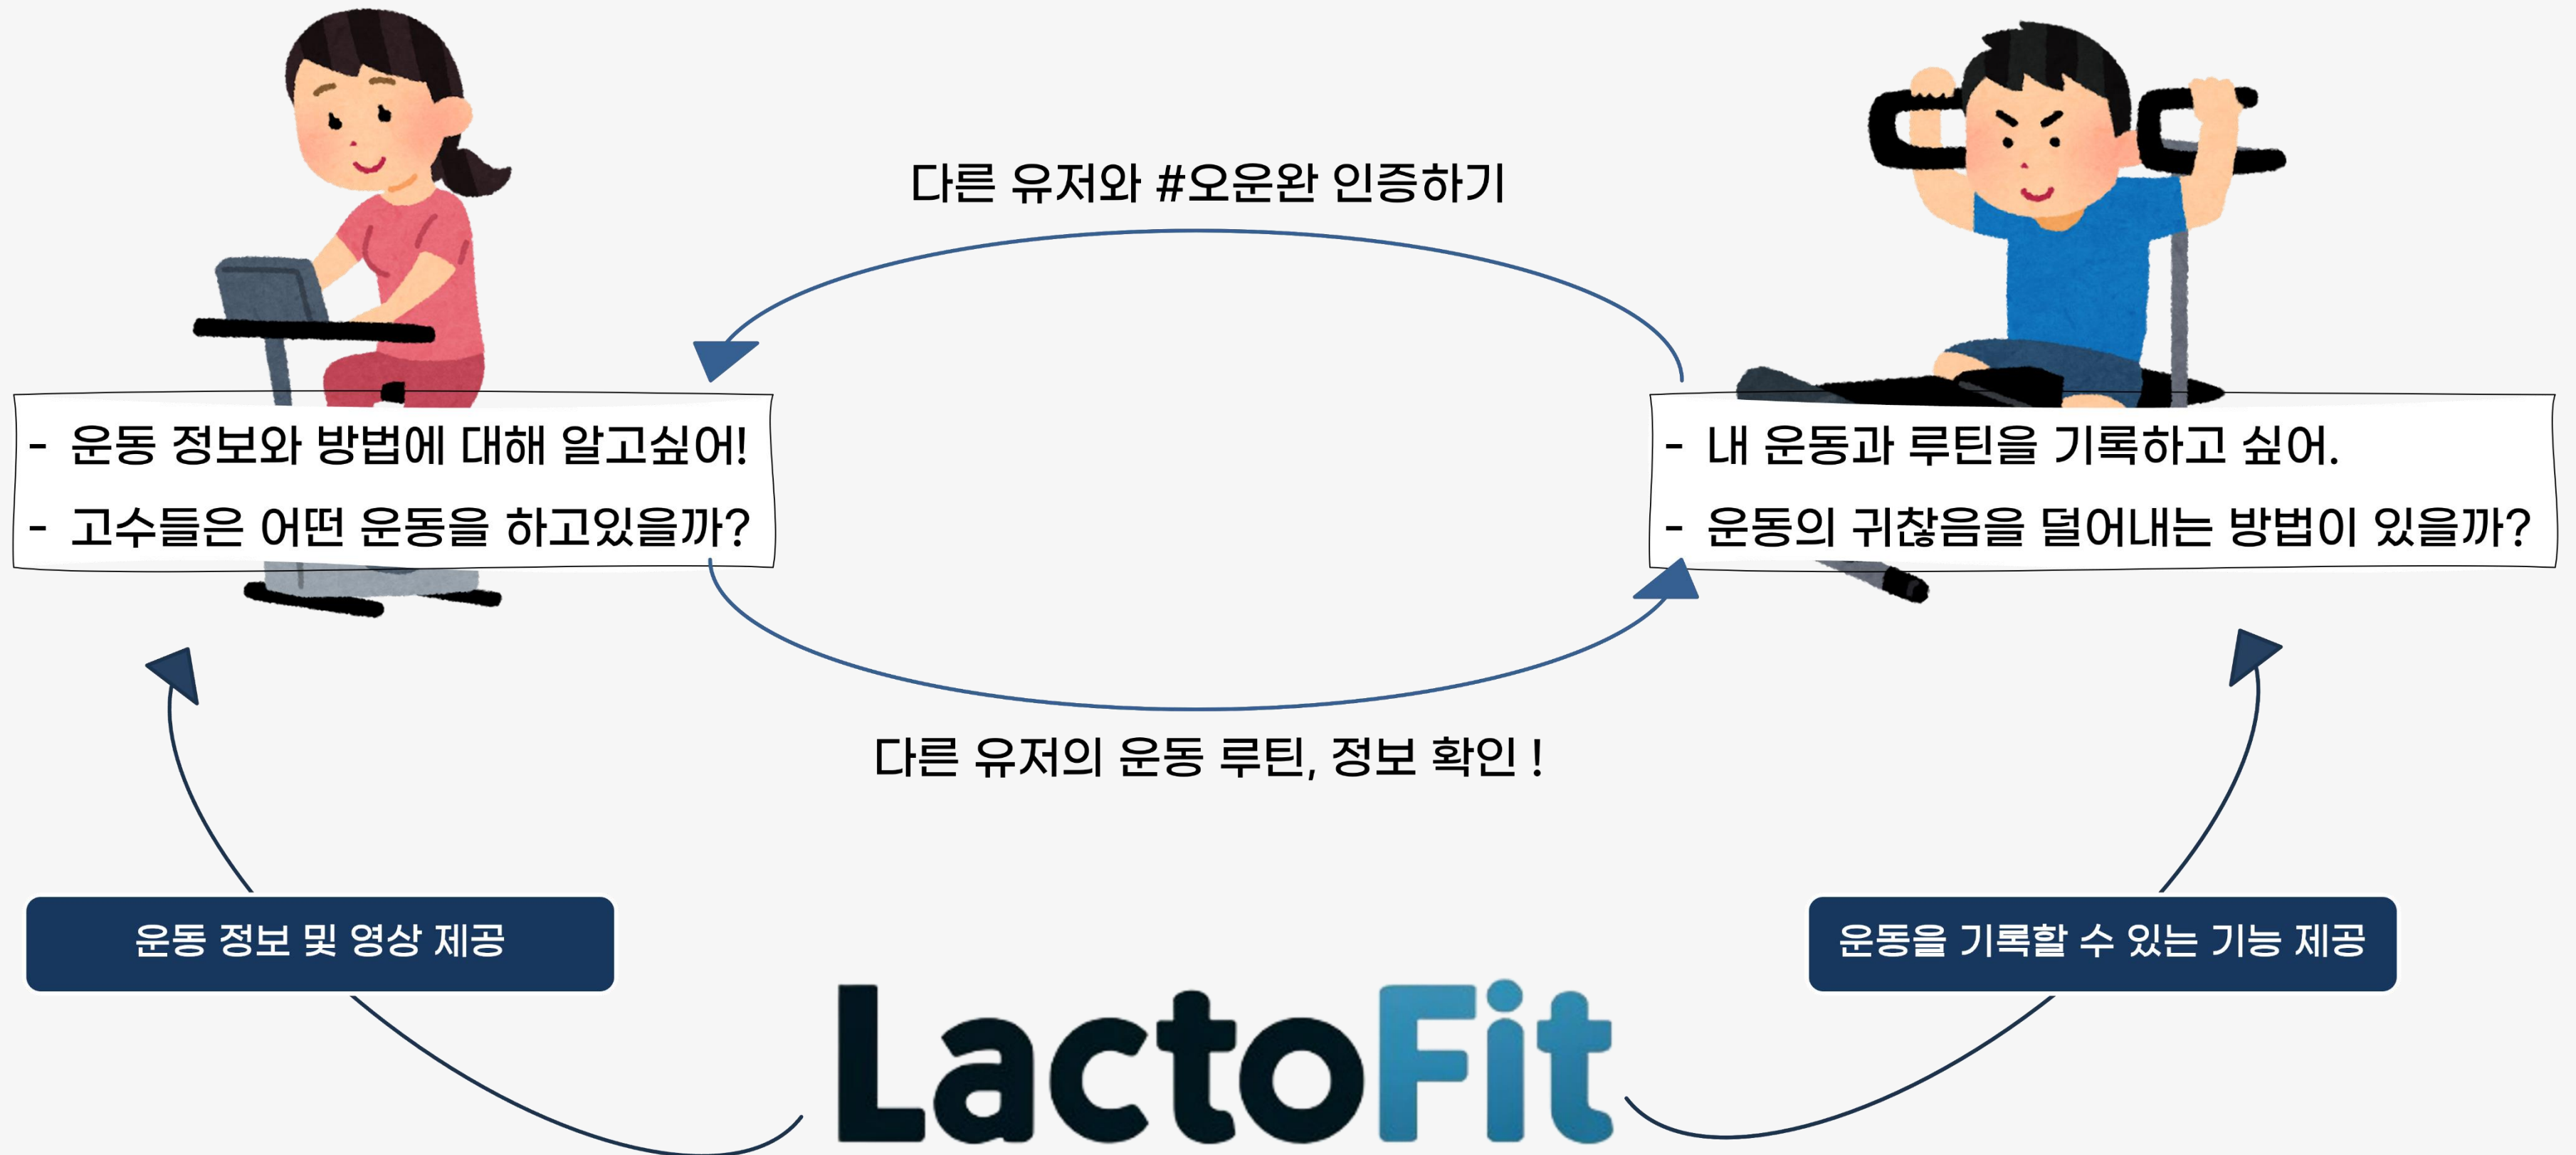 다른 유저와 #오운완 인증하기
- 운동 정보와 방법에 대해 알고싶어!
- 고수들은 어떤 운동을 하고있을까?
- 내 운동과 루틴을 기록하고 싶어.
- 운동의 귀찮음을 덜어내는 방법이 있을까?
다른 유저의 운동 루틴, 정보 확인 !
운동 정보 및 영상 제공
운동을 기록할 수 있는 기능 제공
LactoFit